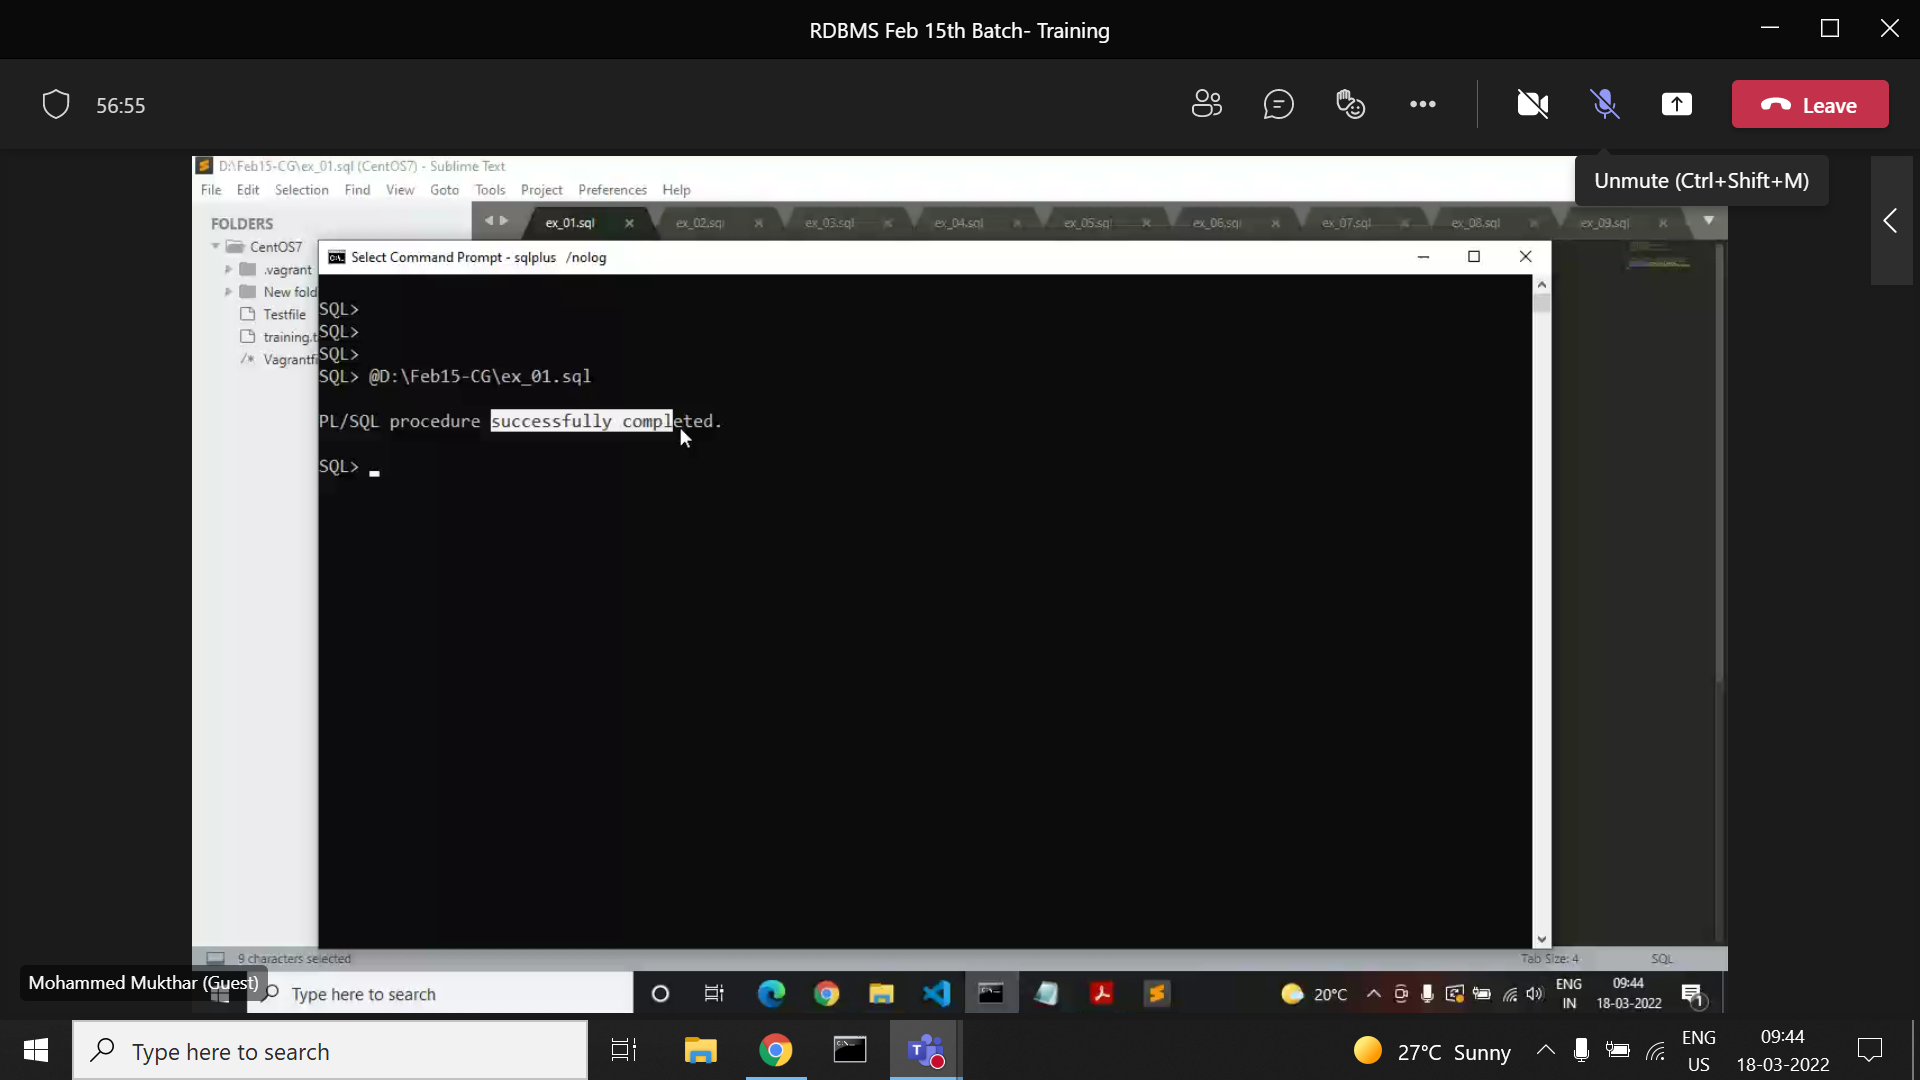 RDBMS Feb 15th Batch- Training
56:55
Leave
Unmute (Ctrl+Shift+M)
D:\Feb15-CG\ex_01.sql (CentOS7) - Sublime Text
File Edit Selection Find View Goto Tools Project Preferences Help
FOLDERS
ex_01.sql ex_02.sql ex_03.sql ex_04.sql ex_05.sql ex_06.sql ex_07.sql ex_08.sql ex_09.sql
CentOS7
.vagrant
New fold
Testfile
training.t
Vagrantfi
Select Command Prompt - sqlplus /nolog
SQL>
SQL>
SQL>
SQL> @D:\Feb15-CG\ex_01.sql
PL/SQL procedure successfully completed.
SQL>
9 characters selected
Tab Size: 4
SQL
Mohammed Mukthar (Guest)
Type here to search
20°C
ENG
IN
09:44
18-03-2022
1
Type here to search
27°C Sunny
ENG
US
09:44
18-03-2022